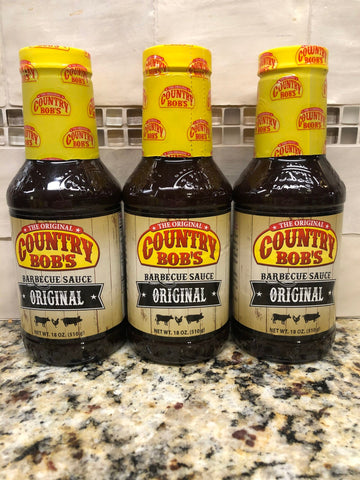 COUNTRY
BOB'S
COUNTRY
BOB'S
COUNTRY
BOB'S
THE ORIGINAL
COUNTRY
BOB'S
BARBECUE SAUCE
ORIGINAL
NET WT. 18 OZ. (510g)
THE ORIGINAL
COUNTRY
BOB'S
BARBECUE SAUCE
ORIGINAL
NET WT. 18 OZ. (510g)
THE ORIGINAL
COUNTRY
BOB'S
BARBECUE SAUCE
ORIGINAL
NET WT. 18 OZ. (510g)